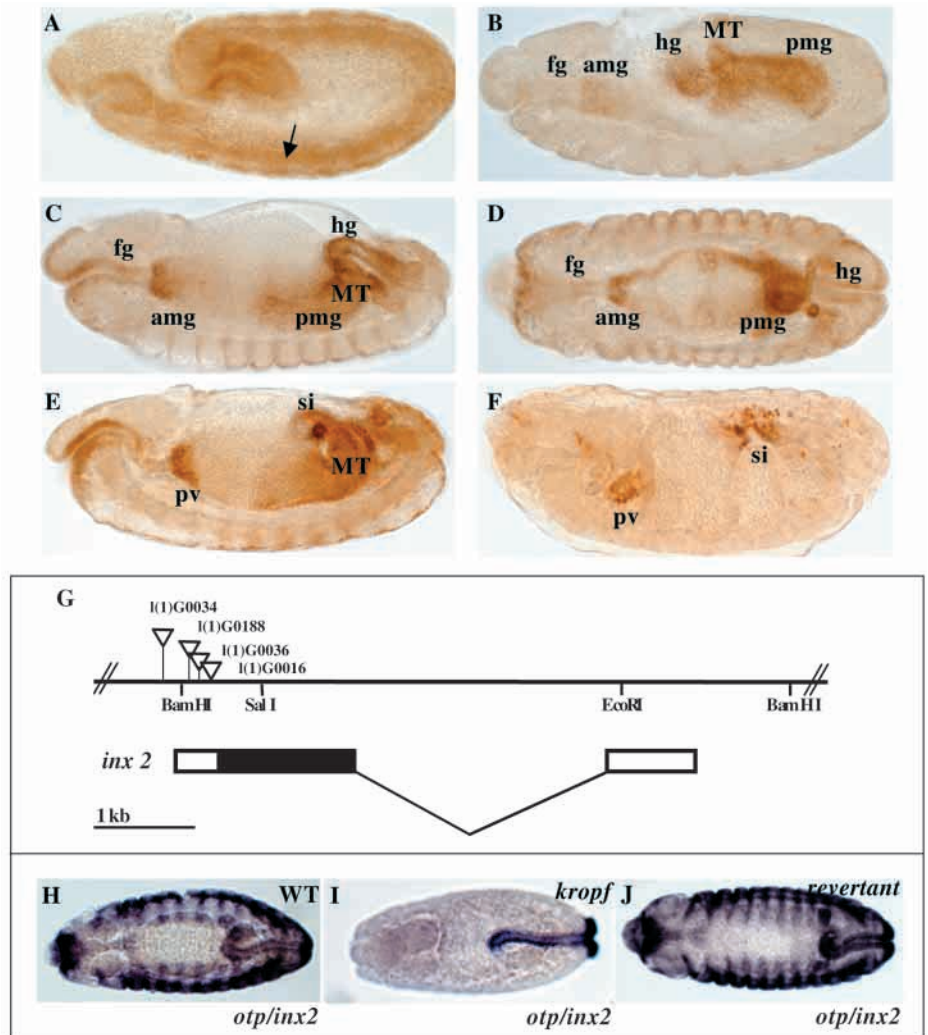 A
B
hg
MT
fg
amg
pmg
C
fg
hg
amg
pmg
MT
D
fg
hg
amg
pmg
E
si
pv
MT
F
si
pv
G
l(1)G0034
l(1)G0188
l(1)G0036
l(1)G0016
BamHI
Sal I
EcoRI
BamHI
inx 2
1kb
H
WT
otp/inx2
I
kropf
otp/inx2
J
revertant
otp/inx2